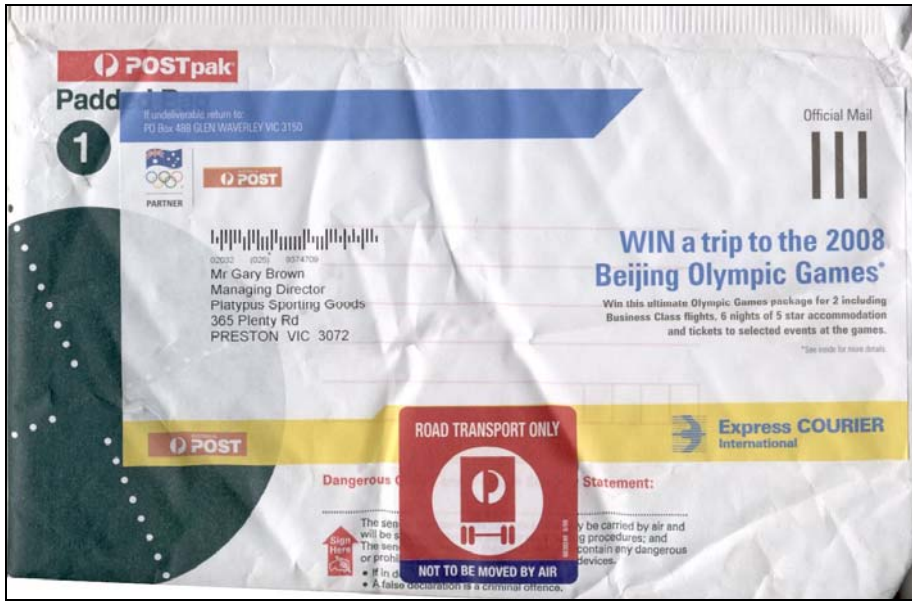 POSTpak
Padded
If undeliverable return to:
PO Box 488 GLEN WAVERLEY VIC 3150
Official Mail
1
POST
PARTNER
02032 (025) 9374709
Mr Gary Brown
Managing Director
Platypus Sporting Goods
365 Plenty Rd
PRESTON VIC 3072
WIN a trip to the 2008
Beijing Olympic Games*
Win this ultimate Olympic Games package for 2 including
Business Class flights, 6 nights of 5 star accommodation
and tickets to selected events at the games.
*See inside for more details.
POST
ROAD TRANSPORT ONLY
NOT TO BE MOVED BY AIR
Express COURIER
International
Dangerous Statement:
Sign Here
The sen y be carried by air and
will be s g procedures; and
The sen contain any dangerous
or prohi devices.
• If in d
• A false declaration is a criminal offence.